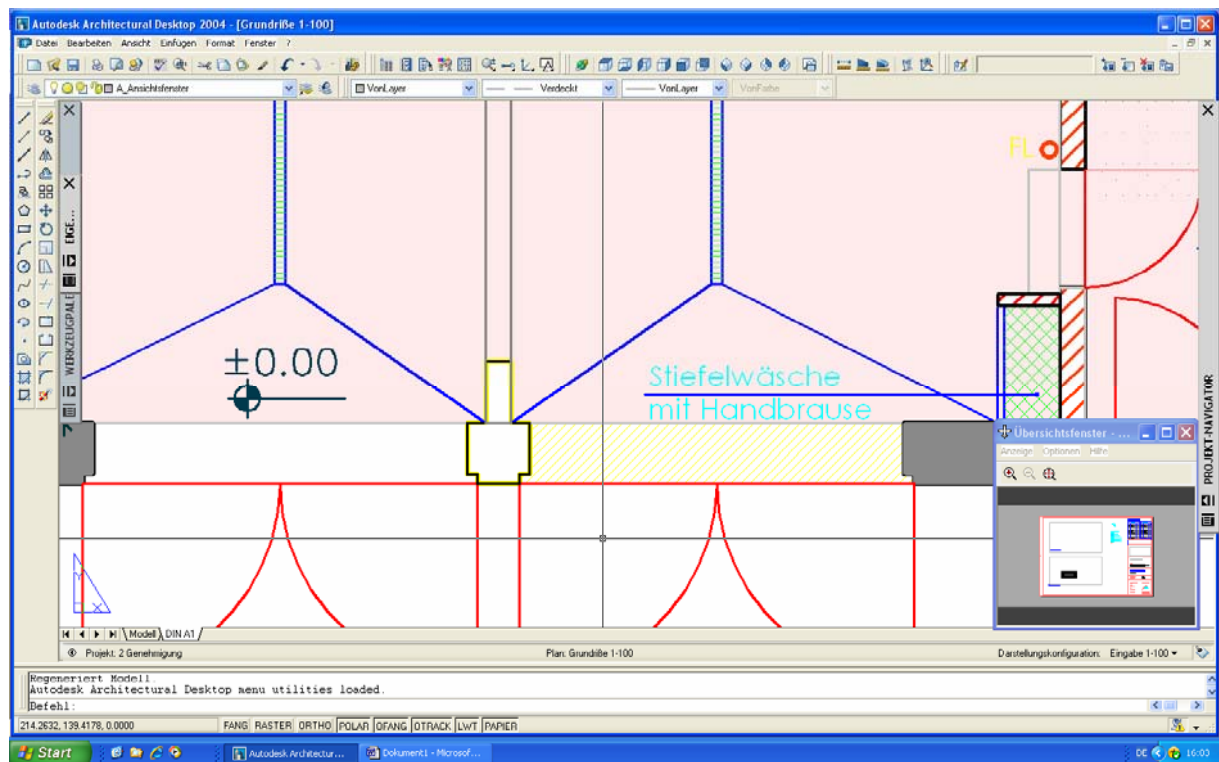 Autodesk Architectural Desktop 2004 - [Grundriße 1-100]
Datei Bearbeiten Ansicht Einfügen Format Fenster ?
A_Ansichtsfenster
VonLayer
Verdeckt
VonLayer
VonFarbe
EIGE...
WERKZEUGPALE
FL
±0.00
Stiefelwäsche
mit Handbrause
Übersichtsfenster - ...
Anzeige Optionen Hilfe
PROJEKT-NAVIGATOR
X
Modell DIN A1
Projekt: 2 Genehmigung
Plan: Grundriße 1-100
Darstellungskonfiguration: Eingabe 1-100
Regeneriert Modell.
Autodesk Architectural Desktop menu utilities loaded.
Befehl:
214.2632, 139.4178, 0.0000 FANG RASTER ORTHO POLAR OFANG OTRACK LWT PAPIER
Start
Autodesk Architectur...
Dokument1 - Microsof...
DE
16:03